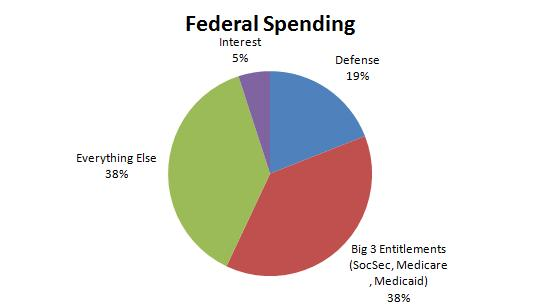 Federal Spending
Interest
5%
Defense
19%
Everything Else
38%
Big 3 Entitlements
(SocSec, Medicare
, Medicaid)
38%